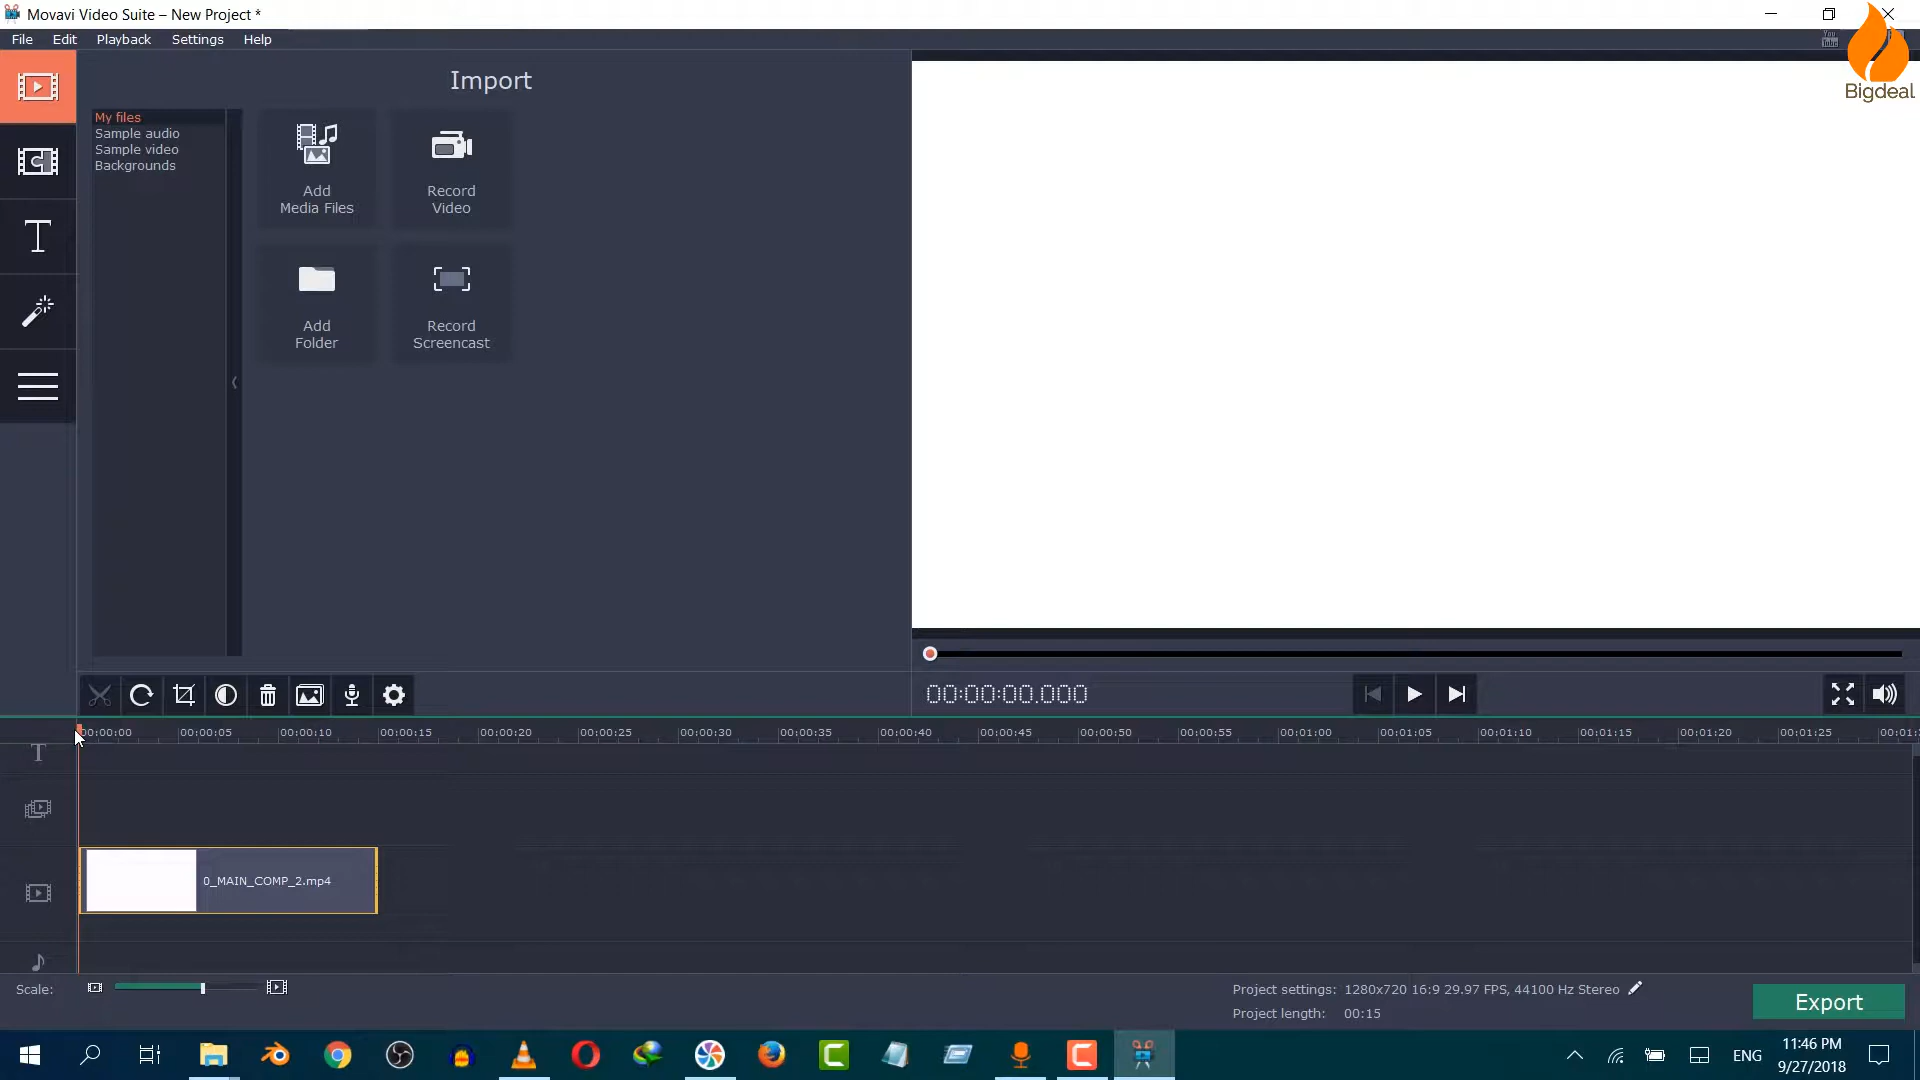 Movavi Video Suite – New Project *
File Edit Playback Settings Help
Bigdeal
Import
My files
Sample audio
Sample video
Backgrounds
Add
Media Files
Record
Video
Add
Folder
Record
Screencast
00:00:00.000
00:00:00 00:00:05 00:00:10 00:00:15 00:00:20 00:00:25 00:00:30 00:00:35 00:00:40 00:00:45 00:00:50 00:00:55 00:01:00 00:01:05 00:01:10 00:01:15 00:01:20 00:01:25 00:01:
T
0_MAIN_COMP_2.mp4
Scale:
Project settings: 1280x720 16:9 29.97 FPS, 44100 Hz Stereo
Project length: 00:15
Export
ENG
11:46 PM
9/27/2018